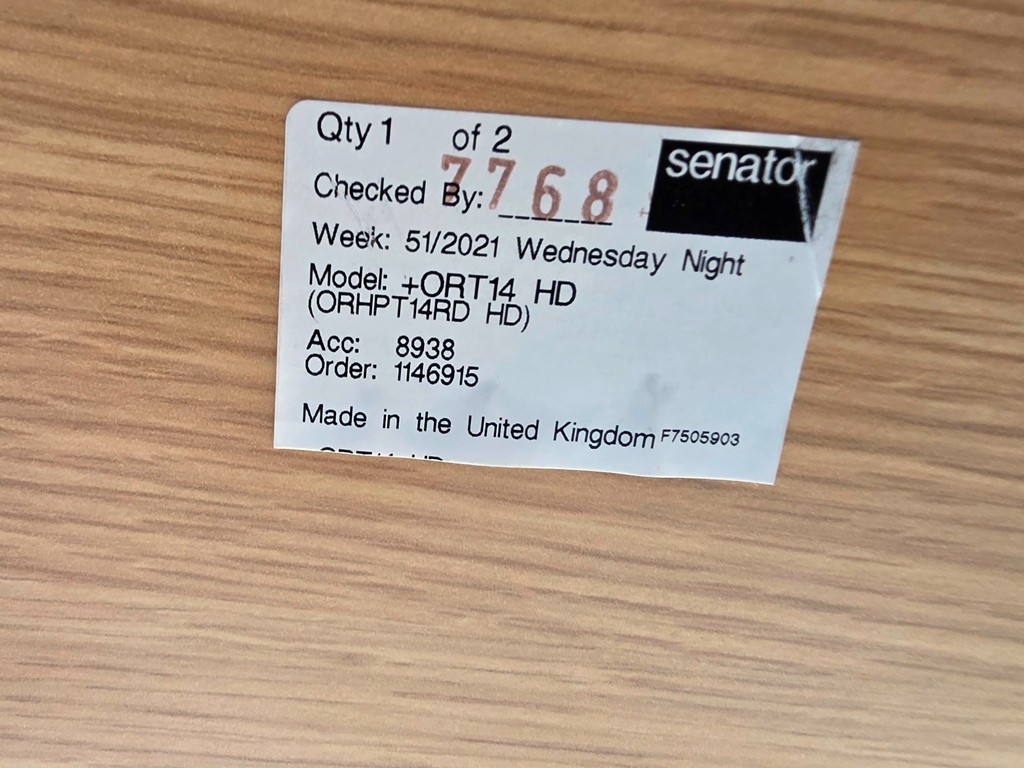 Qty 1 of 2
senator
Checked By: 7768
Week: 51/2021 Wednesday Night
Model: +ORT14 HD
(ORHPT14RD HD)
Acc: 8938
Order: 1146915
Made in the United Kingdom F7505903